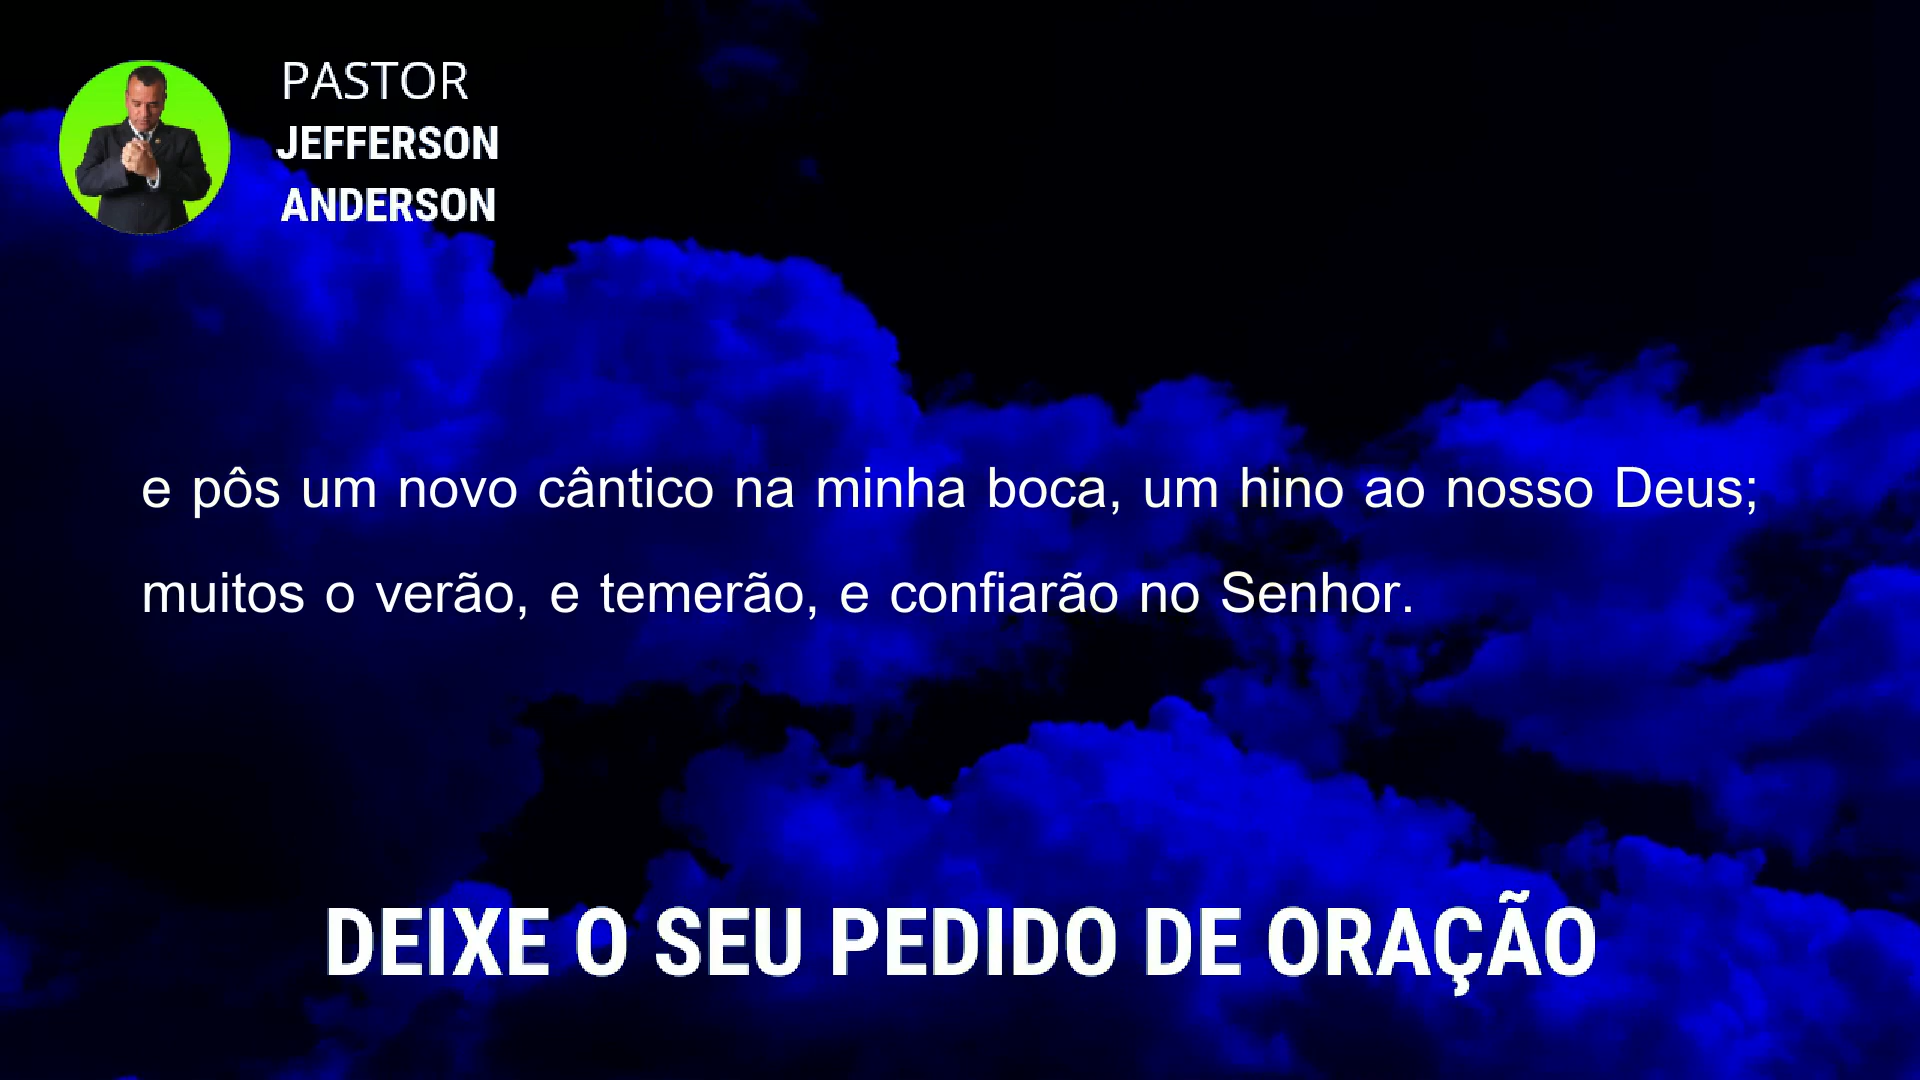 PASTOR
JEFFERSON
ANDERSON
e pôs um novo cântico na minha boca, um hino ao nosso Deus;
muitos o verão, e temerão, e confiarão no Senhor.
DEIXE O SEU PEDIDO DE ORAÇÃO